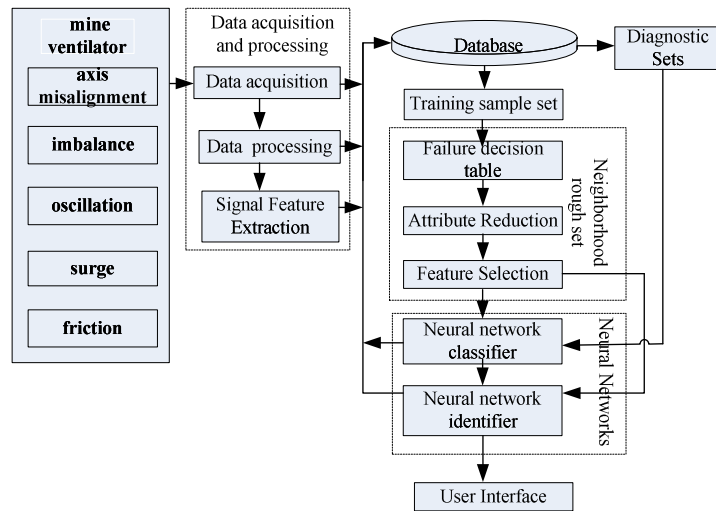 mine
ventilator
axis
misalignment
imbalance
oscillation
surge
friction
Data acquisition
and processing
Data acquisition
Data processing
Signal Feature
Extraction
Database
Diagnostic
Sets
Training sample set
Failure decision
table
Attribute Reduction
Feature Selection
Neighborhood
rough set
Neural network
classifier
Neural network
identifier
Neural Networks
User Interface